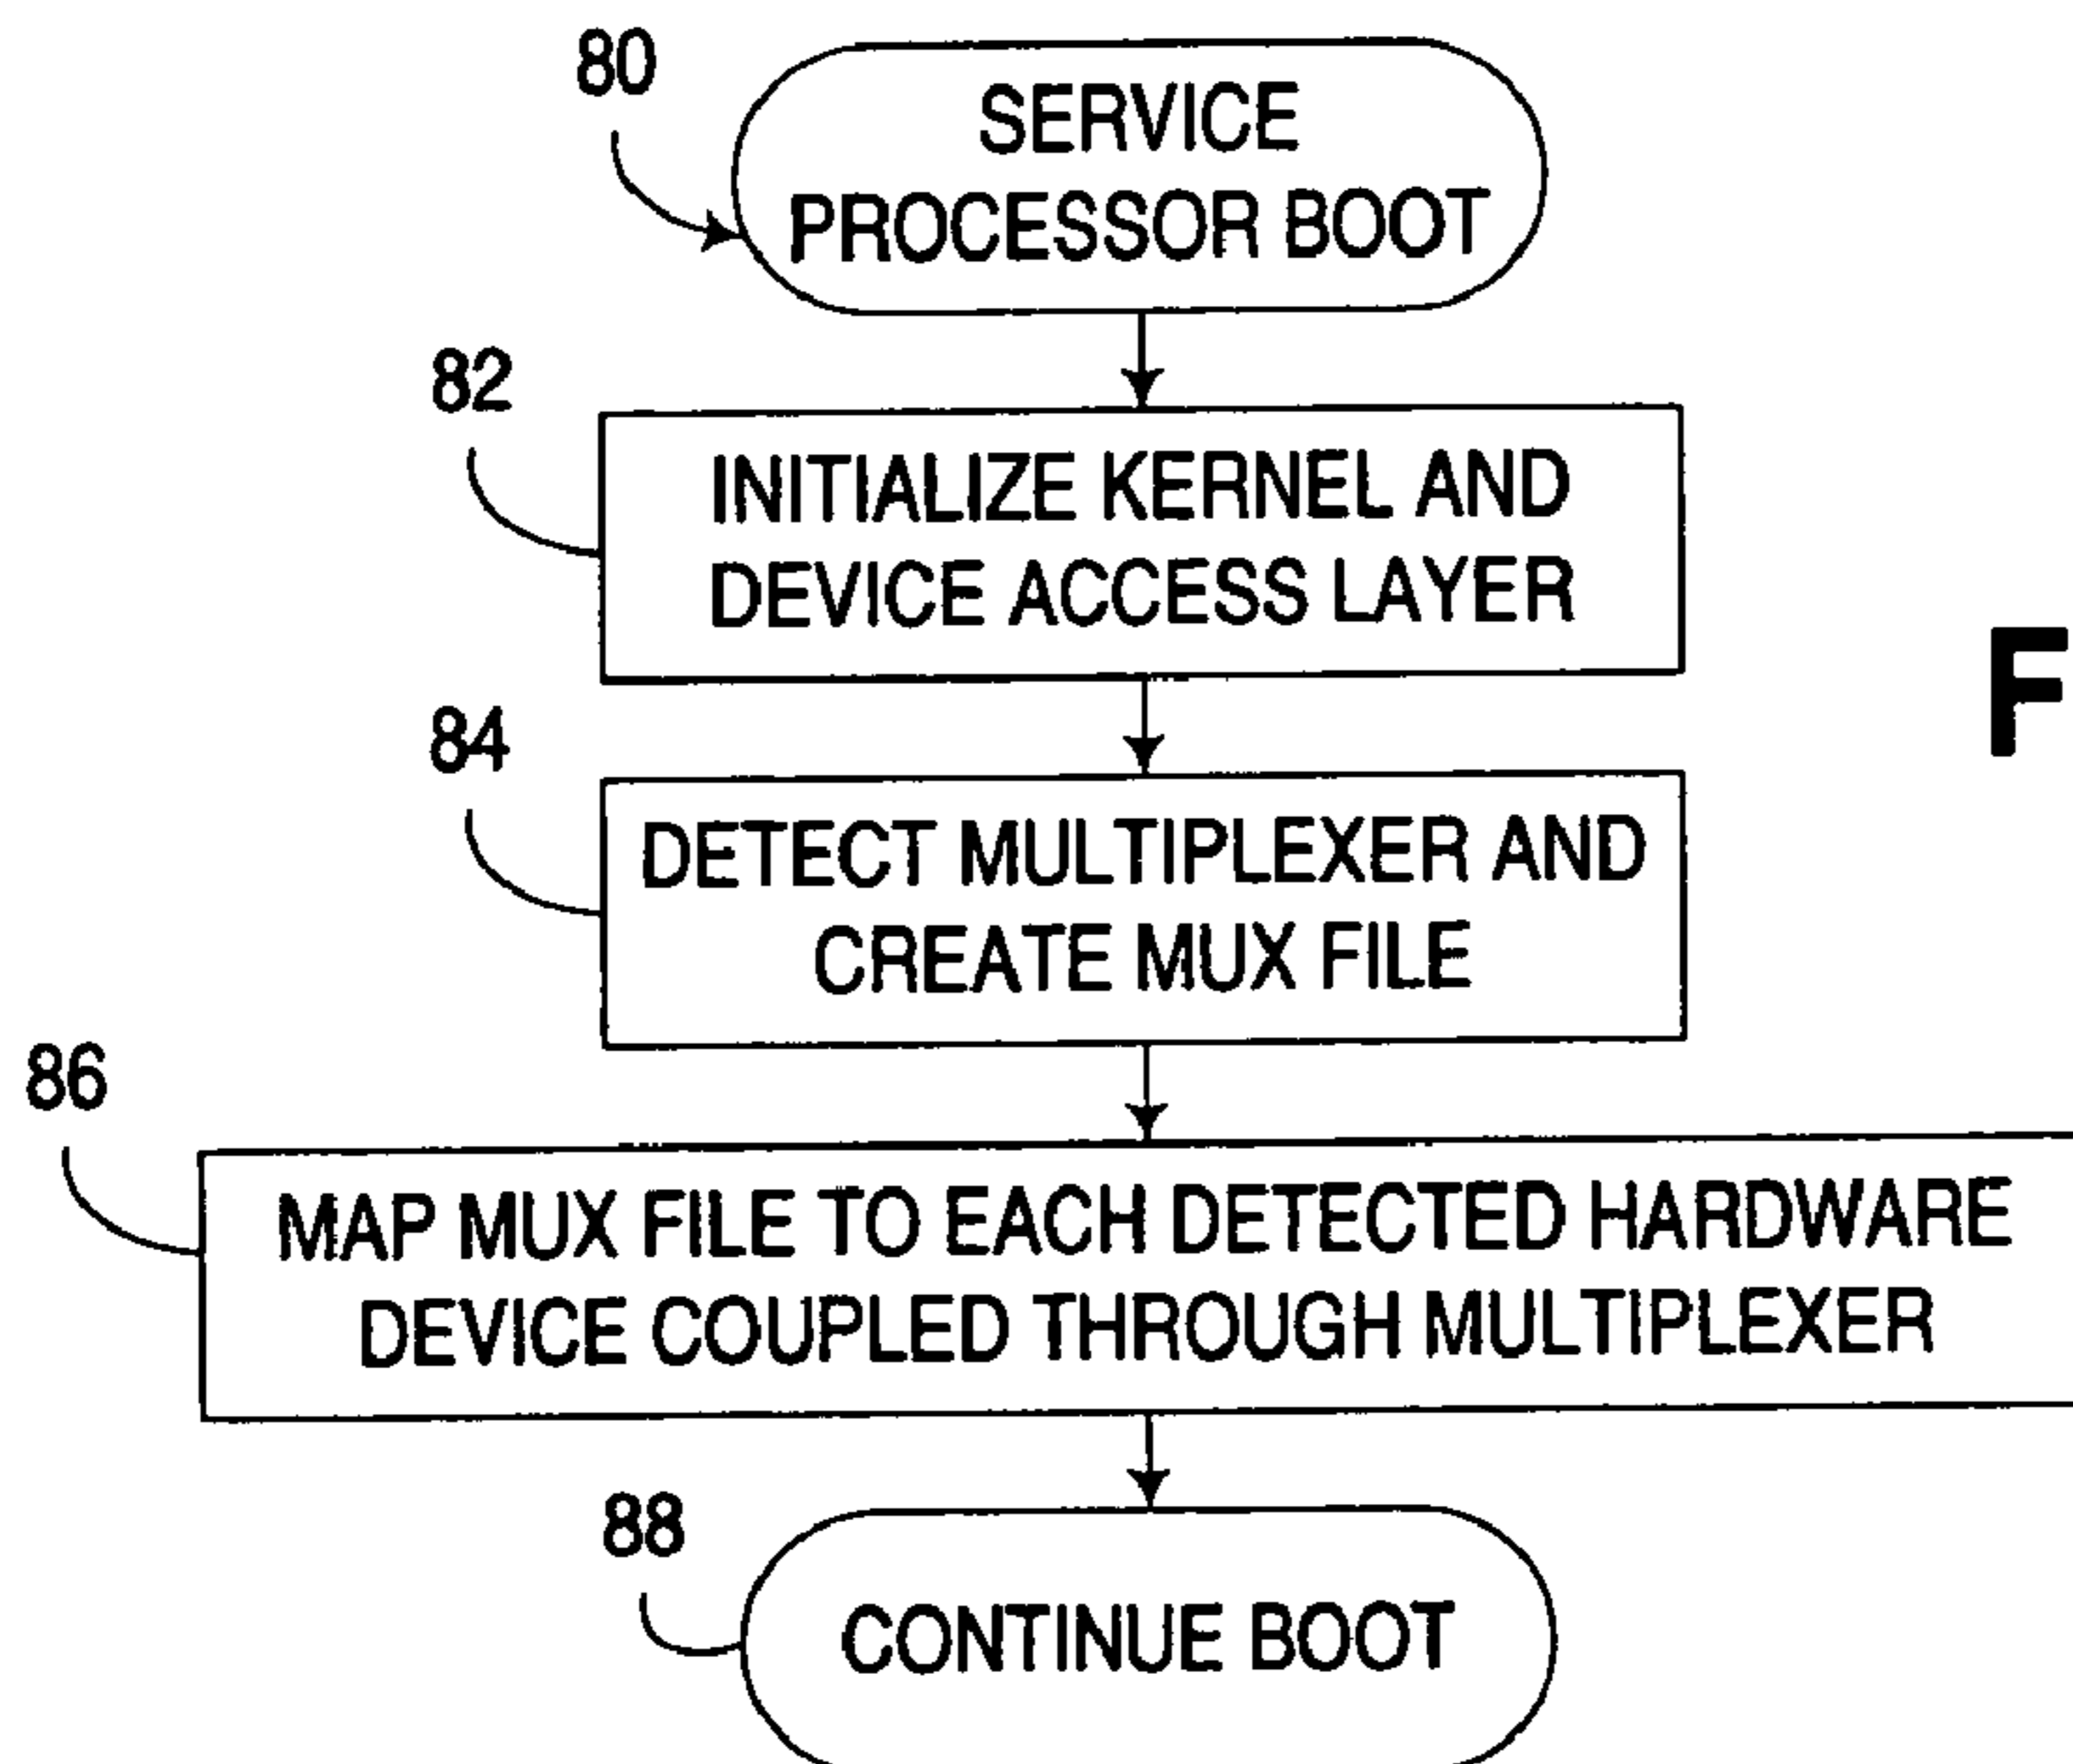 80
SERVICE
PROCESSOR BOOT
82
INITIALIZE KERNEL AND
DEVICE ACCESS LAYER
F
84
DETECT MULTIPLEXER AND
CREATE MUX FILE
86
MAP MUX FILE TO EACH DETECTED HARDWARE
DEVICE COUPLED THROUGH MULTIPLEXER
88
CONTINUE BOOT